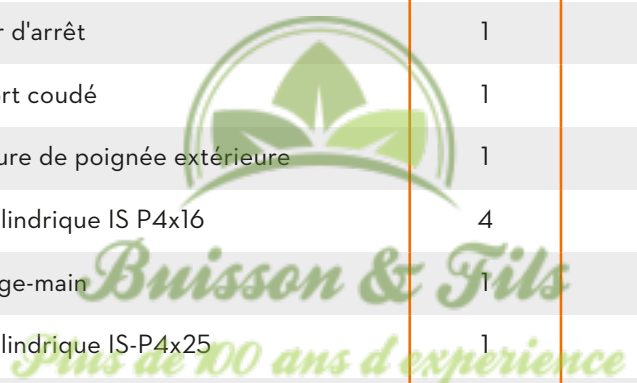 r d'arrêt 1
rt coudé 1
ure de poignée extérieure 1
lindrique IS P4x16 4
ge-main 1
Buisson & Fils
lindrique IS-P4x25 1
Plus de 100 ans d'experience